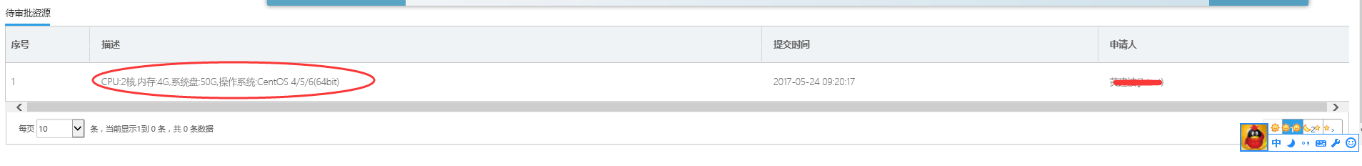 待审批资源
序号 描述 提交时间 申请人
1 CPU:2核,内存:4G,系统盘:50G,操作系统:CentOS 4/5/6(64bit) 2017-05-24 09:20:17
每页 10 条，当前显示1到 0 条，共 0 条数据
中